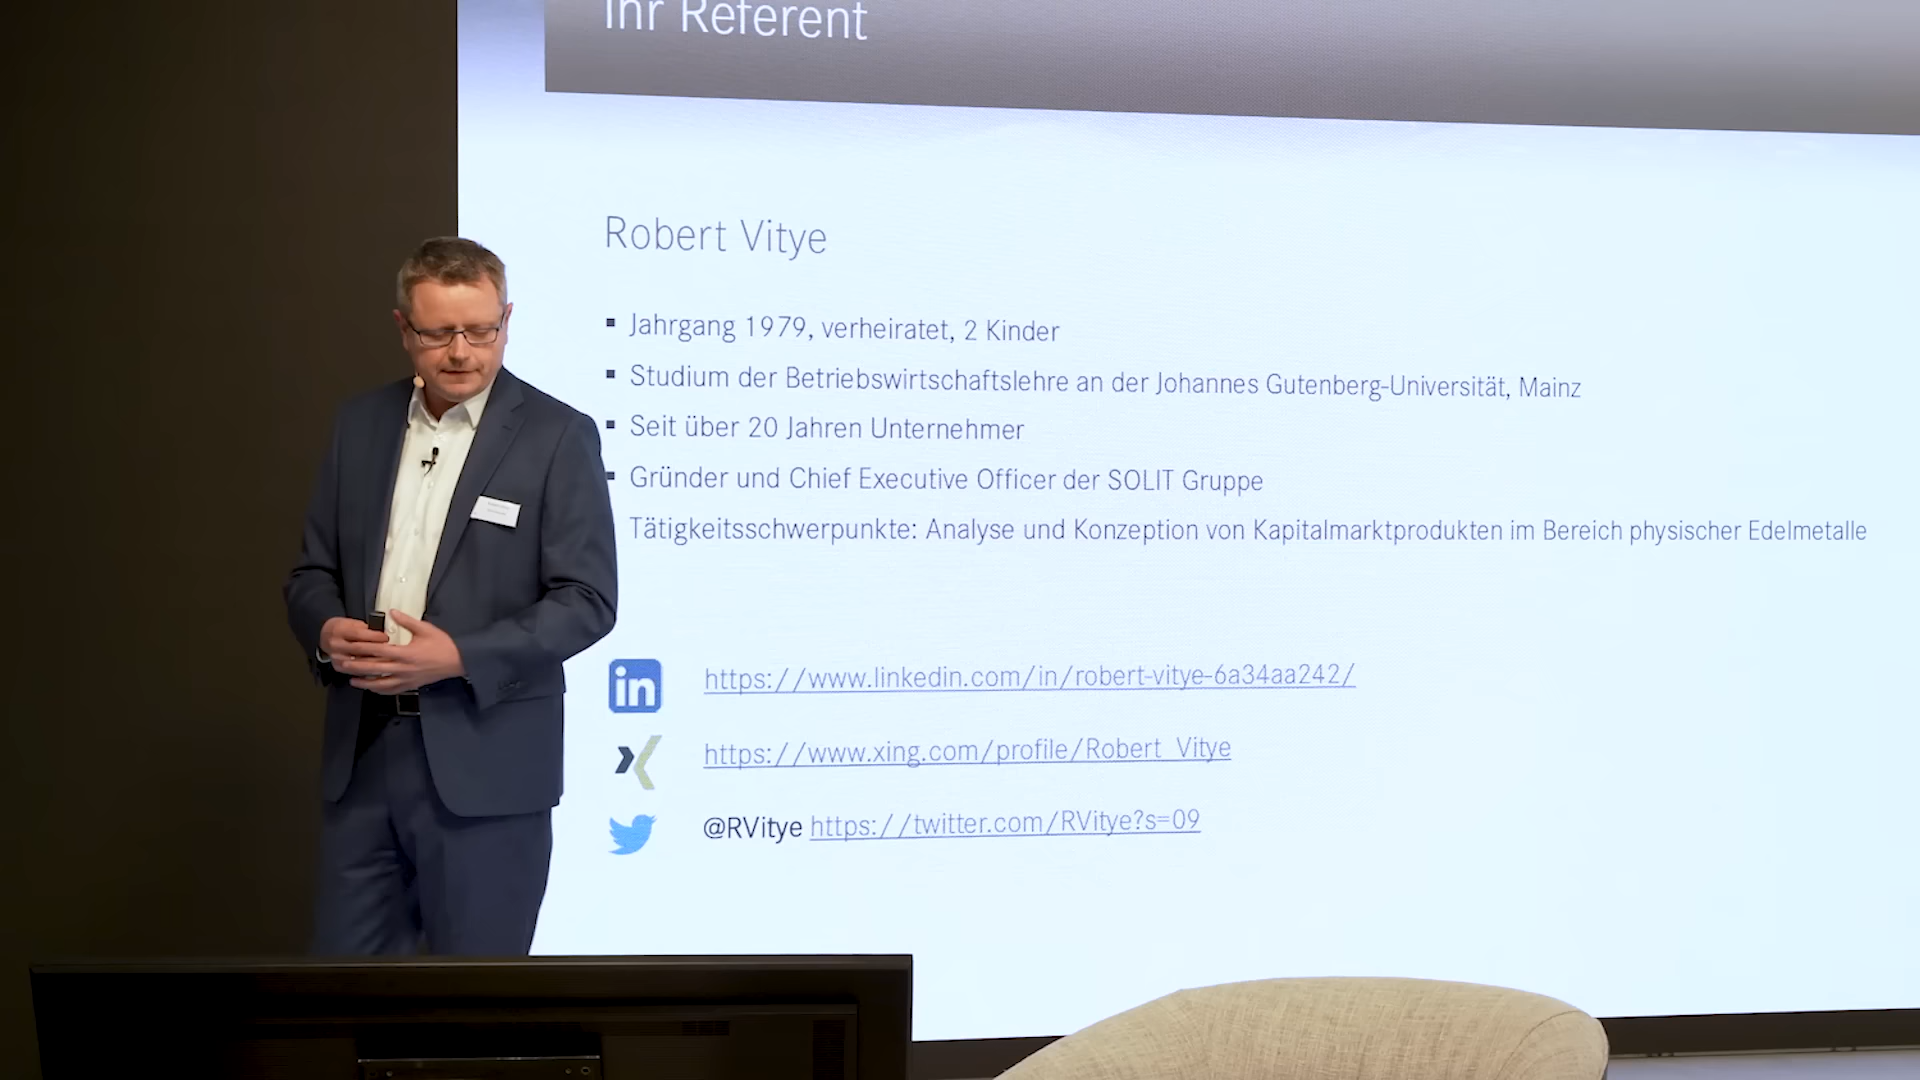 Ihr Referent
Robert Vitye
Jahrgang 1979, verheiratet, 2 Kinder
Studium der Betriebswirtschaftslehre an der Johannes Gutenberg-Universität, Mainz
Seit über 20 Jahren Unternehmer
Gründer und Chief Executive Officer der SOLIT Gruppe
Tätigkeitsschwerpunkte: Analyse und Konzeption von Kapitalmarktprodukten im Bereich physischer Edelmetalle
in https://www.linkedin.com/in/robert-vitye-6a34aa242/
https://www.xing.com/profile/Robert_Vitye
@RVitye https://twitter.com/RVitye?s=09